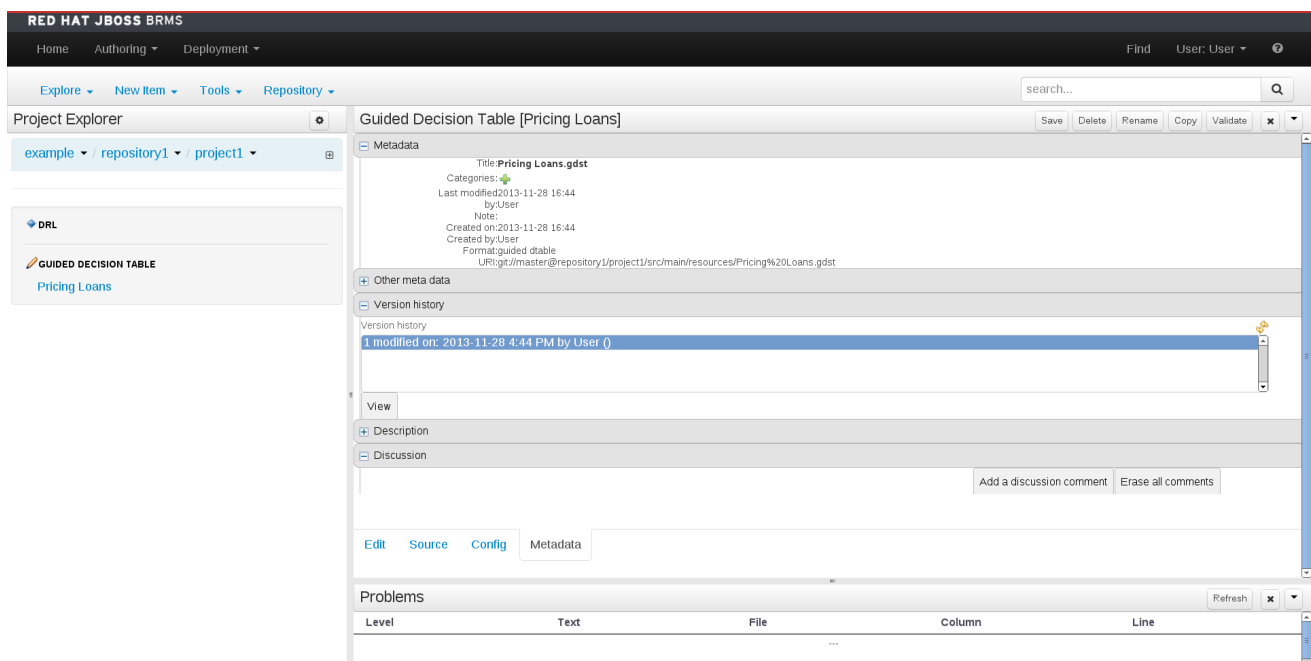 RED HAT JBOSS BRMS
Home Authoring Deployment Find User: User
Explore New Item Tools Repository search...
Project Explorer
example / repository1 / project1
DRL
GUIDED DECISION TABLE
Pricing Loans
Guided Decision Table [Pricing Loans] Save Delete Rename Copy Validate
Metadata
Title:Pricing Loans.gdst
Categories:
Last modified2013-11-28 16:44
by:User
Note:
Created on:2013-11-28 16:44
Created by:User
Format:guided dtable
URI:git://master@repository1/project1/src/main/resources/Pricing%20Loans.gdst
Other meta data
Version history
Version history
1 modified on: 2013-11-28 4:44 PM by User ()
View
Description
Discussion
Add a discussion comment Erase all comments
Edit Source Config Metadata
Problems Refresh
Level Text File Column Line
...